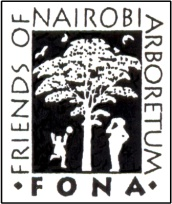 FRIENDS OF
NAIROBI
ARBORETUM
• FONA •